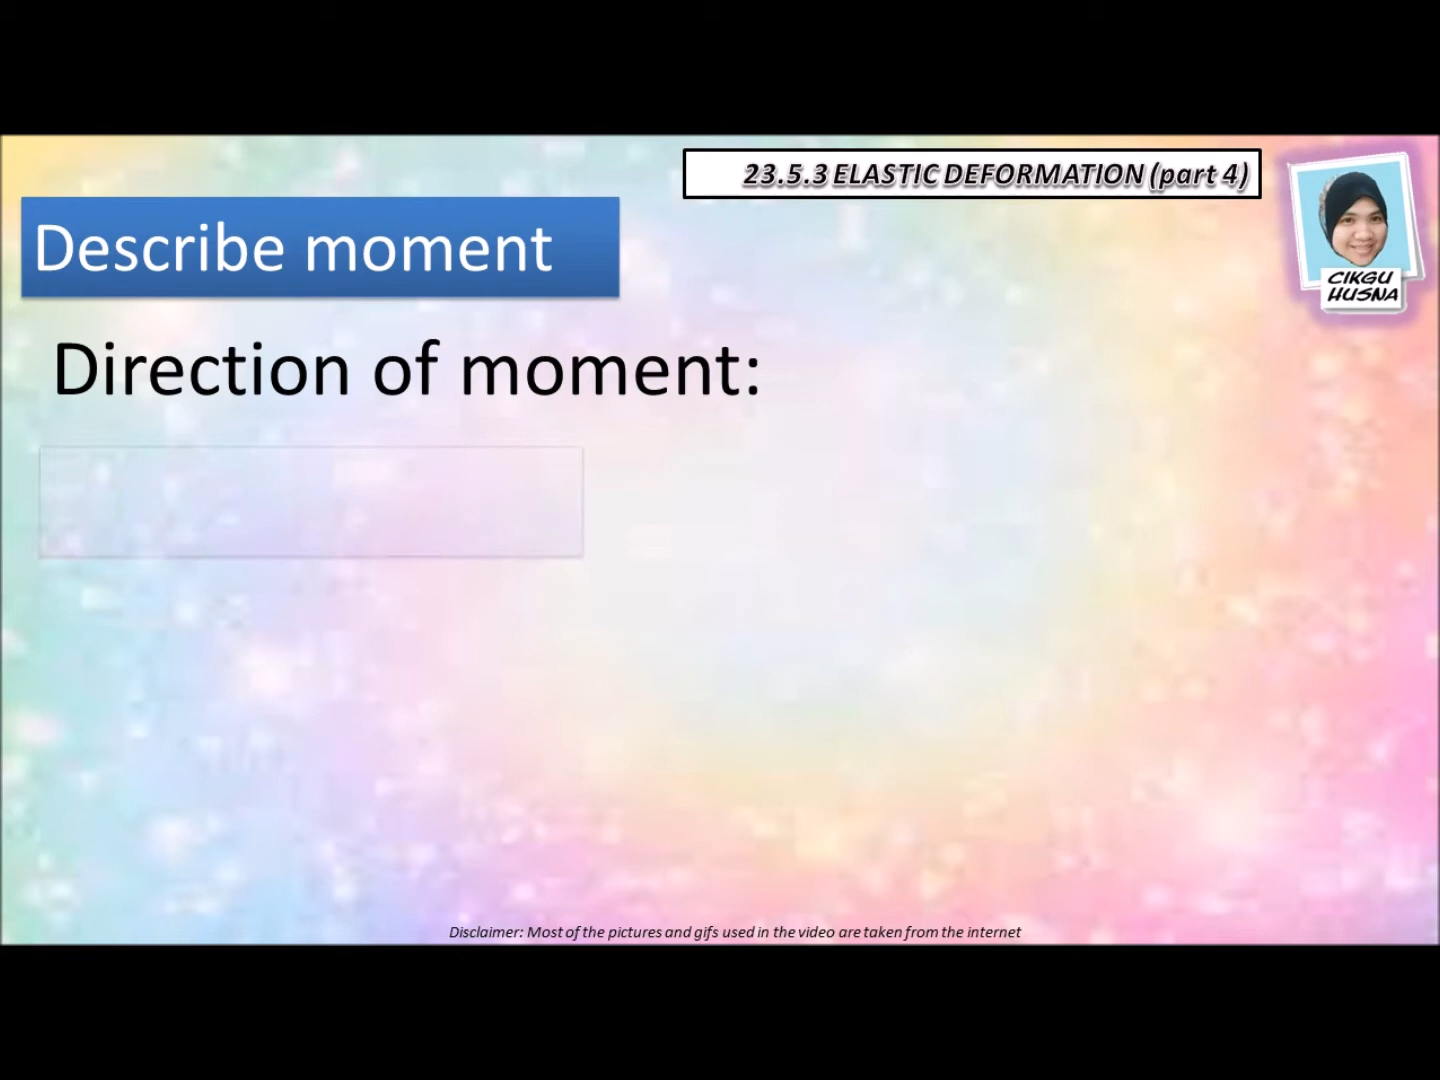 23.5.3 ELASTIC DEFORMATION (part 4)
Describe moment
CIKGU
HUSNA
Direction of moment:
Disclaimer: Most of the pictures and gifs used in the video are taken from the internet